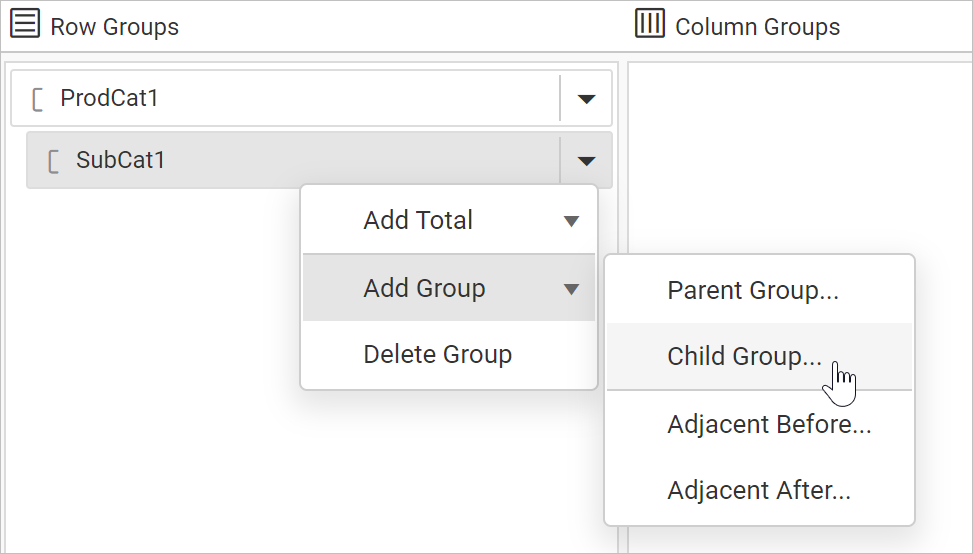 Row Groups
Column Groups
ProdCat1
SubCat1
Add Total
Add Group
Delete Group
Parent Group...
Child Group...
Adjacent Before...
Adjacent After...